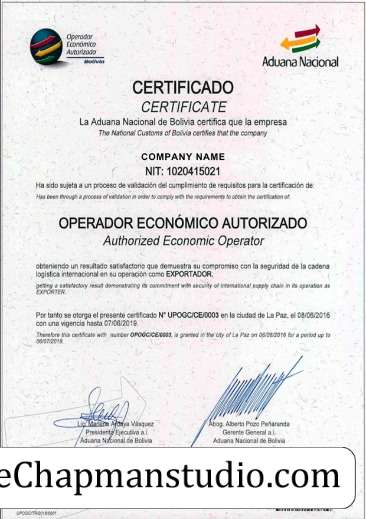 Operador
Económico
Autorizado
Bolivia
Aduana Nacional
CERTIFICADO
CERTIFICATE
La Aduana Nacional de Bolivia certifica que la empresa
The National Customs of Bolivia certifies that the company
COMPANY NAME
NIT: 1020415021
Ha sido sujeta a un proceso de validación del cumplimiento de requisitos para la certificación de:
Has been through a process of validation in order to comply with the requirements to obtain the certification of:
OPERADOR ECONÓMICO AUTORIZADO
Authorized Economic Operator
obteniendo un resultado satisfactorio que demuestra su compromiso con la seguridad de la cadena
logística internacional en su operación como EXPORTADOR.
getting a satisfactory result demonstrating its commitment with security of international supply chain in its operation as
EXPORTER.
Por tanto se otorga el presente certificado N° UPOGC/CE/0003 en la ciudad de La Paz, el 08/06/2016
con una vigencia hasta 07/06/2019.
Therefore this certificate with number OPOGC/CE/0003, is granted in the city of La Paz on 06/08/2016 for a period up to
06/07/2019.
Lic. Marlene Ardaya Vásquez
Presidenta Ejecutiva a.i.
Aduana Nacional de Bolivia
Abog. Alberto Pozo Peñaranda
Gerente General a.i.
Aduana Nacional de Bolivia
eChapmanstudio.com